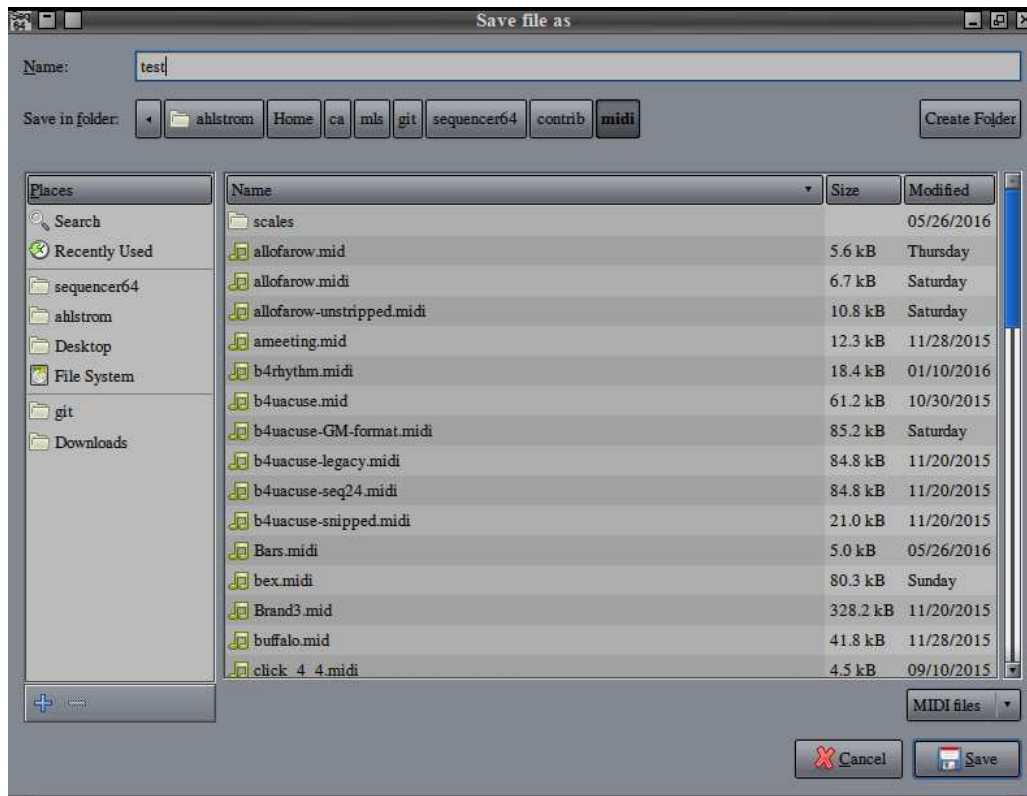 Seq 64 Save file as
Name: test
Save in folder: ahlstrom Home ca mls git sequencer64 contrib midi Create Folder
Places Name Size Modified
Search scales 05/26/2016
Recently Used allofarow.mid 5.6 kB Thursday
sequencer64 allofarow.midi 6.7 kB Saturday
ahlstrom allofarow-unstripped.midi 10.8 kB Saturday
Desktop ameeting.mid 12.3 kB 11/28/2015
File System b4rhythm.midi 18.4 kB 01/10/2016
git b4uacuse.mid 61.2 kB 10/30/2015
Downloads b4uacuse-GM-format.midi 85.2 kB Saturday
b4uacuse-legacy.midi 84.8 kB 11/20/2015
b4uacuse-seq24.midi 84.8 kB 11/20/2015
b4uacuse-snipped.midi 21.0 kB 11/20/2015
Bars.midi 5.0 kB 05/26/2016
bex.midi 80.3 kB Sunday
Brand3.mid 328.2 kB 11/20/2015
buffalo.mid 41.8 kB 11/28/2015
click_4_4.midi 4.5 kB 09/10/2015
MIDI files
Cancel Save